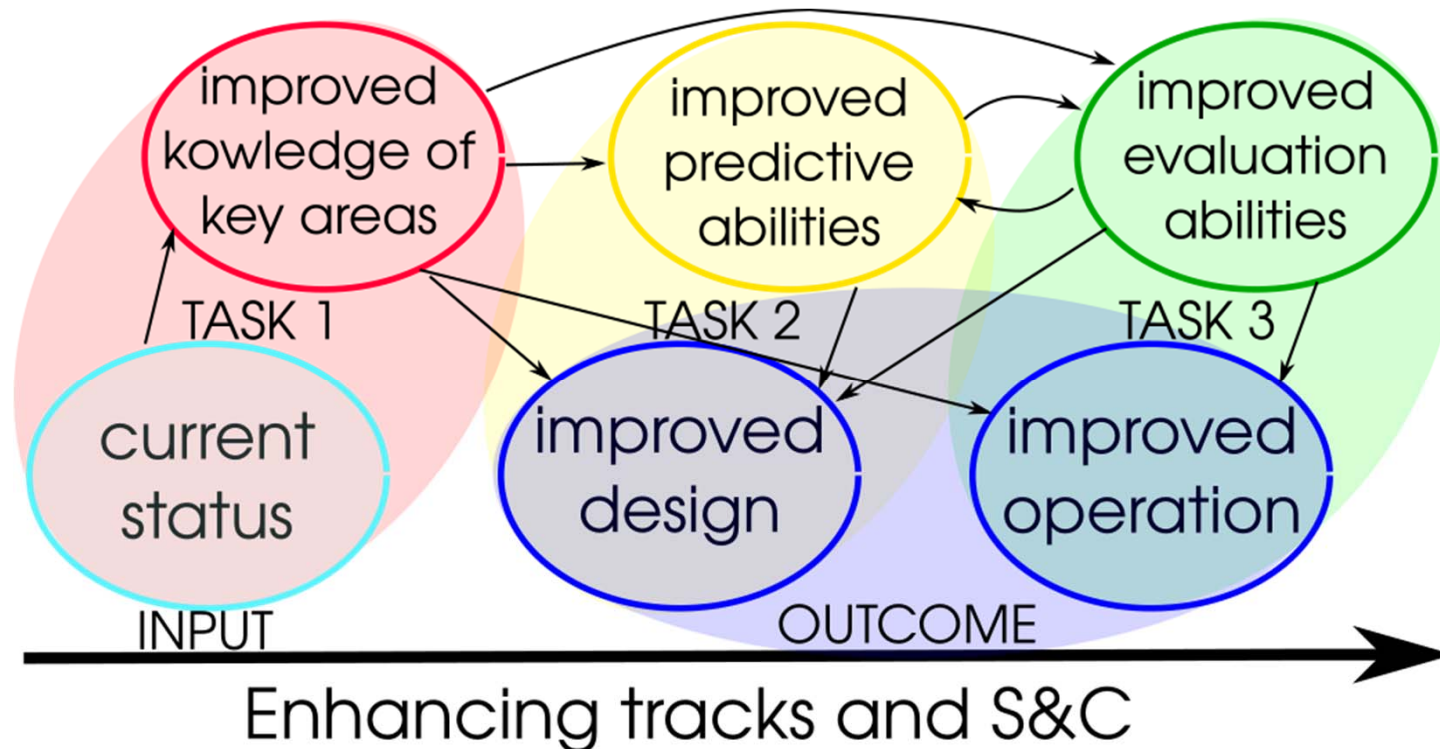 improved
kowledge of
key areas
improved
predictive
abilities
improved
evaluation
abilities
TASK 1
TASK 2
TASK 3
current
status
improved
design
improved
operation
INPUT
OUTCOME
Enhancing tracks and S&C